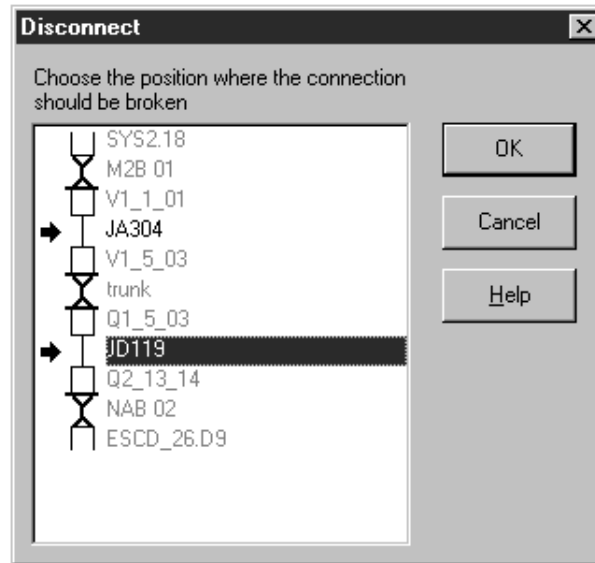 Disconnect
Choose the position where the connection
should be broken
SYS2.18
M2B 01
V1_1_01
JA304
V1_5_03
trunk
Q1_5_03
JD119
Q2_13_14
NAB 02
ESCD_26.D9
OK
Cancel
Help